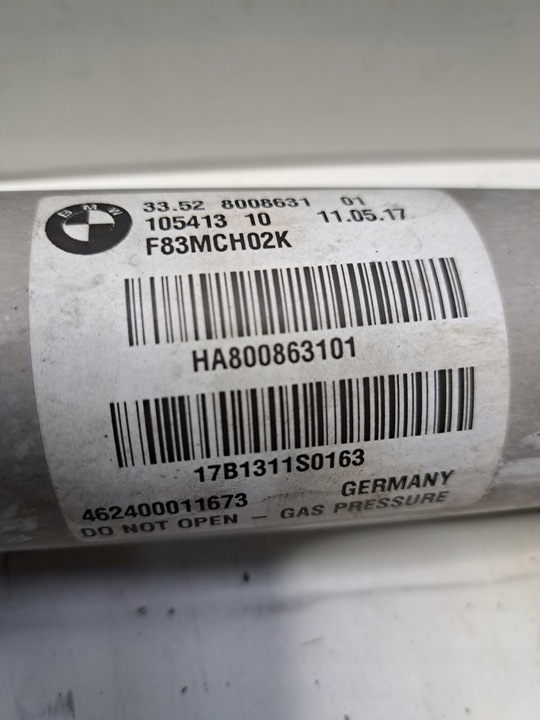 BMW
33.52 8008631 01
105413 10 11.05.17
F83MCH02K
HA800863101
17B1311S0163
462400011673 GERMANY
DO NOT OPEN – GAS PRESSURE